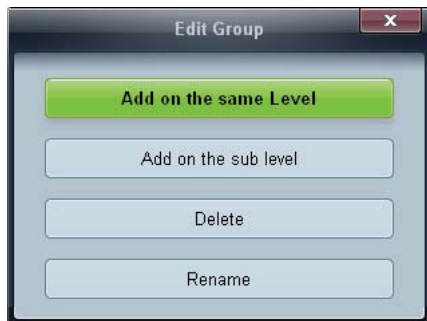 Edit Group
x
Add on the same Level
Add on the sub level
Delete
Rename